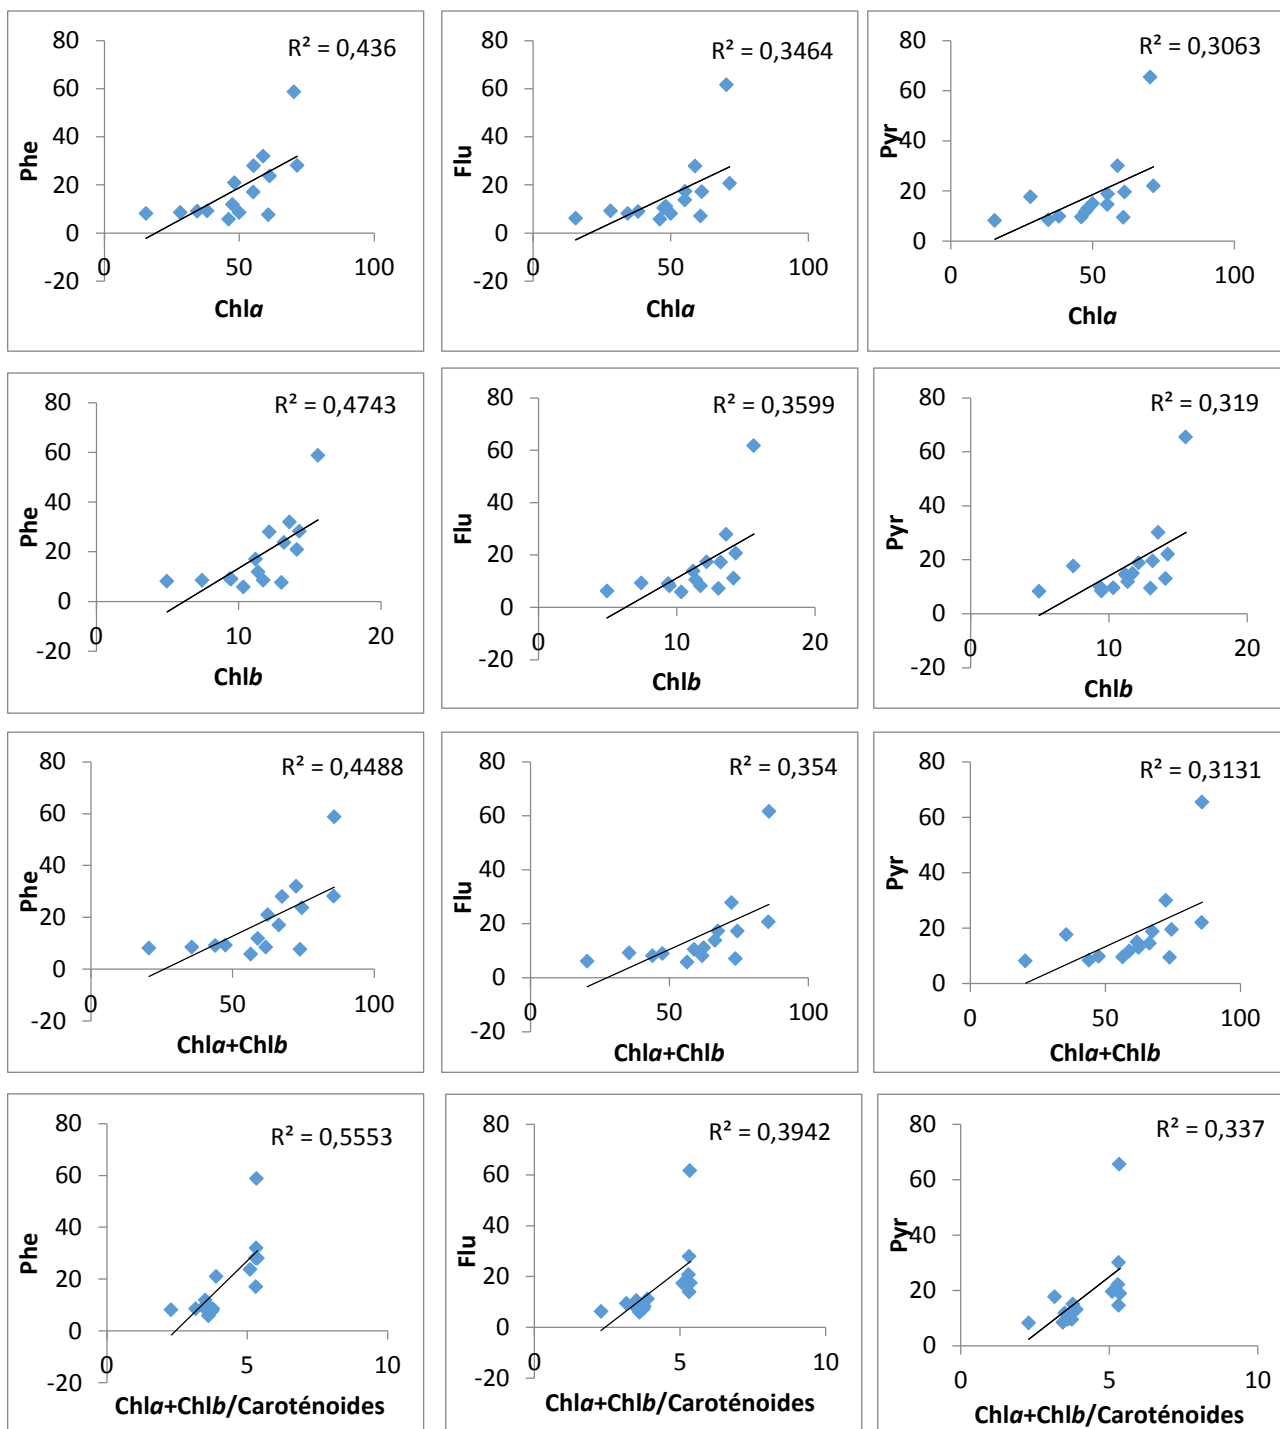 R² = 0,436
80
60
40
20
0
-20
0
50
100
Phe
Chla
R² = 0,3464
80
60
40
20
0
-20
0
50
100
Flu
Chla
R² = 0,3063
80
60
40
20
0
0
50
100
Pyr
Chla
R² = 0,4743
80
60
40
20
0
-20
0
10
20
Phe
Chlb
R² = 0,3599
80
60
40
20
0
-20
0
10
20
Flu
Chlb
R² = 0,319
80
60
40
20
0
-20
0
10
20
Pyr
Chlb
R² = 0,4488
80
60
40
20
0
-20
0
50
100
Phe
Chla+Chlb
R² = 0,354
80
60
40
20
0
-20
0
50
100
Flu
Chla+Chlb
R² = 0,3131
80
60
40
20
0
0
50
100
Pyr
Chla+Chlb
R² = 0,5553
80
60
40
20
0
-20
0
5
10
Phe
Chla+Chlb/Caroténoides
R² = 0,3942
80
60
40
20
0
-20
0
5
10
Flu
Chla+Chlb/Caroténoides
R² = 0,337
80
60
40
20
0
0
5
10
Pyr
Chla+Chlb/Caroténoides